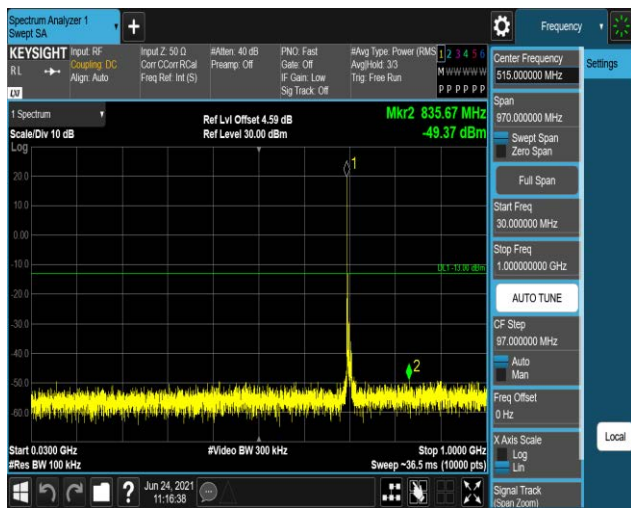 Spectrum Analyzer 1
Swept SA
Frequency
KEYSIGHT
RL
LXI
Input: RF
Coupling: DC
Align: Auto
Input Z: 50 Ω
Corr CCorr RCal
Freq Ref: Int (S)
#Atten: 40 dB
Preamp: Off
PNO: Fast
Gate: Off
IF Gain: Low
Sig Track: Off
#Avg Type: Power (RMS
Avg|Hold: 3/3
Trig: Free Run
1 2 3 4 5 6
M W W W W W
P P P P P P
1 Spectrum
Scale/Div 10 dB
Log
Ref Lvl Offset 4.59 dB
Ref Level 30.00 dBm
Mkr2 835.67 MHz
-49.37 dBm
1
20.0
10.0
0.00
-10.0
DL1 -13.00 dBm
-20.0
-30.0
-40.0
2
-50.0
-60.0
Start 0.0300 GHz
#Res BW 100 kHz
#Video BW 300 kHz
Stop 1.0000 GHz
Sweep ~36.5 ms (10000 pts)
?
Jun 24, 2021
11:16:38
Center Frequency
515.000000 MHz
Span
970.000000 MHz
Swept Span
Zero Span
Full Span
Start Freq
30.000000 MHz
Stop Freq
1.000000000 GHz
AUTO TUNE
CF Step
97.000000 MHz
Auto
Man
Freq Offset
0 Hz
X Axis Scale
Log
Lin
Signal Track
(Span Zoom)
Settings
Local